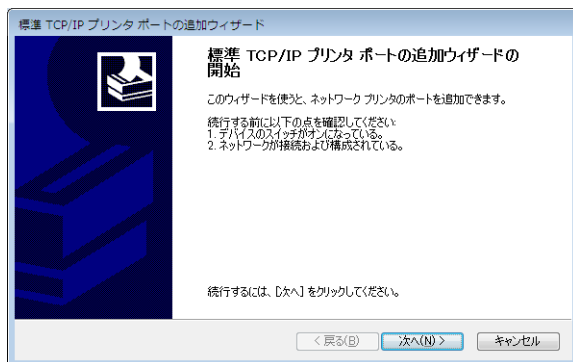 標準 TCP/IP プリンタ ポートの追加ウィザード
標準 TCP/IP プリンタ ポートの追加ウィザードの
開始
このウィザードを使うと、ネットワーク プリンタのポートを追加できます。
続行する前に以下の点を確認してください:
1. デバイスのスイッチがオンになっている。
2. ネットワークが接続および構成されている。
続行するには、[次へ] をクリックしてください。
< 戻る(B)
次へ(N) >
キャンセル